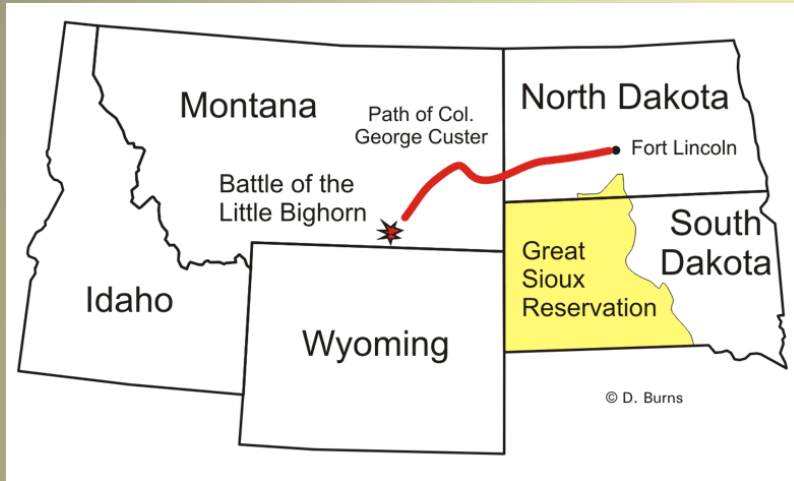 Montana
North Dakota
Path of Col.
George Custer
Fort Lincoln
Battle of the
Little Bighorn
South
Dakota
Great
Sioux
Reservation
Idaho
Wyoming
© D. Burns